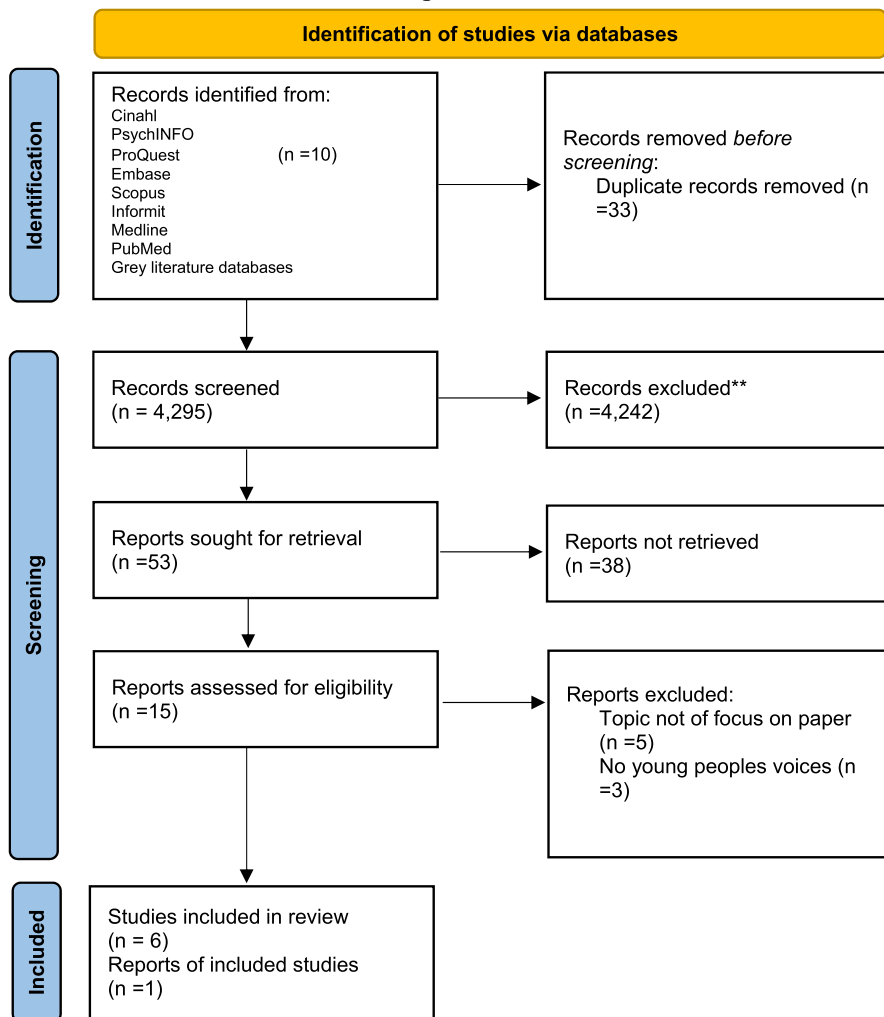 Identification of studies via databases
Identification
Records identified from:
Cinahl
PsychINFO
ProQuest (n =10)
Embase
Scopus
Informit
Medline
PubMed
Grey literature databases
Records removed before
screening:
Duplicate records removed (n
=33)
Screening
Records screened
(n = 4,295)
Records excluded**
(n =4,242)
Reports sought for retrieval
(n =53)
Reports not retrieved
(n =38)
Reports assessed for eligibility
(n =15)
Reports excluded:
Topic not of focus on paper
(n =5)
No young peoples voices (n
=3)
Included
Studies included in review
(n = 6)
Reports of included studies
(n =1)